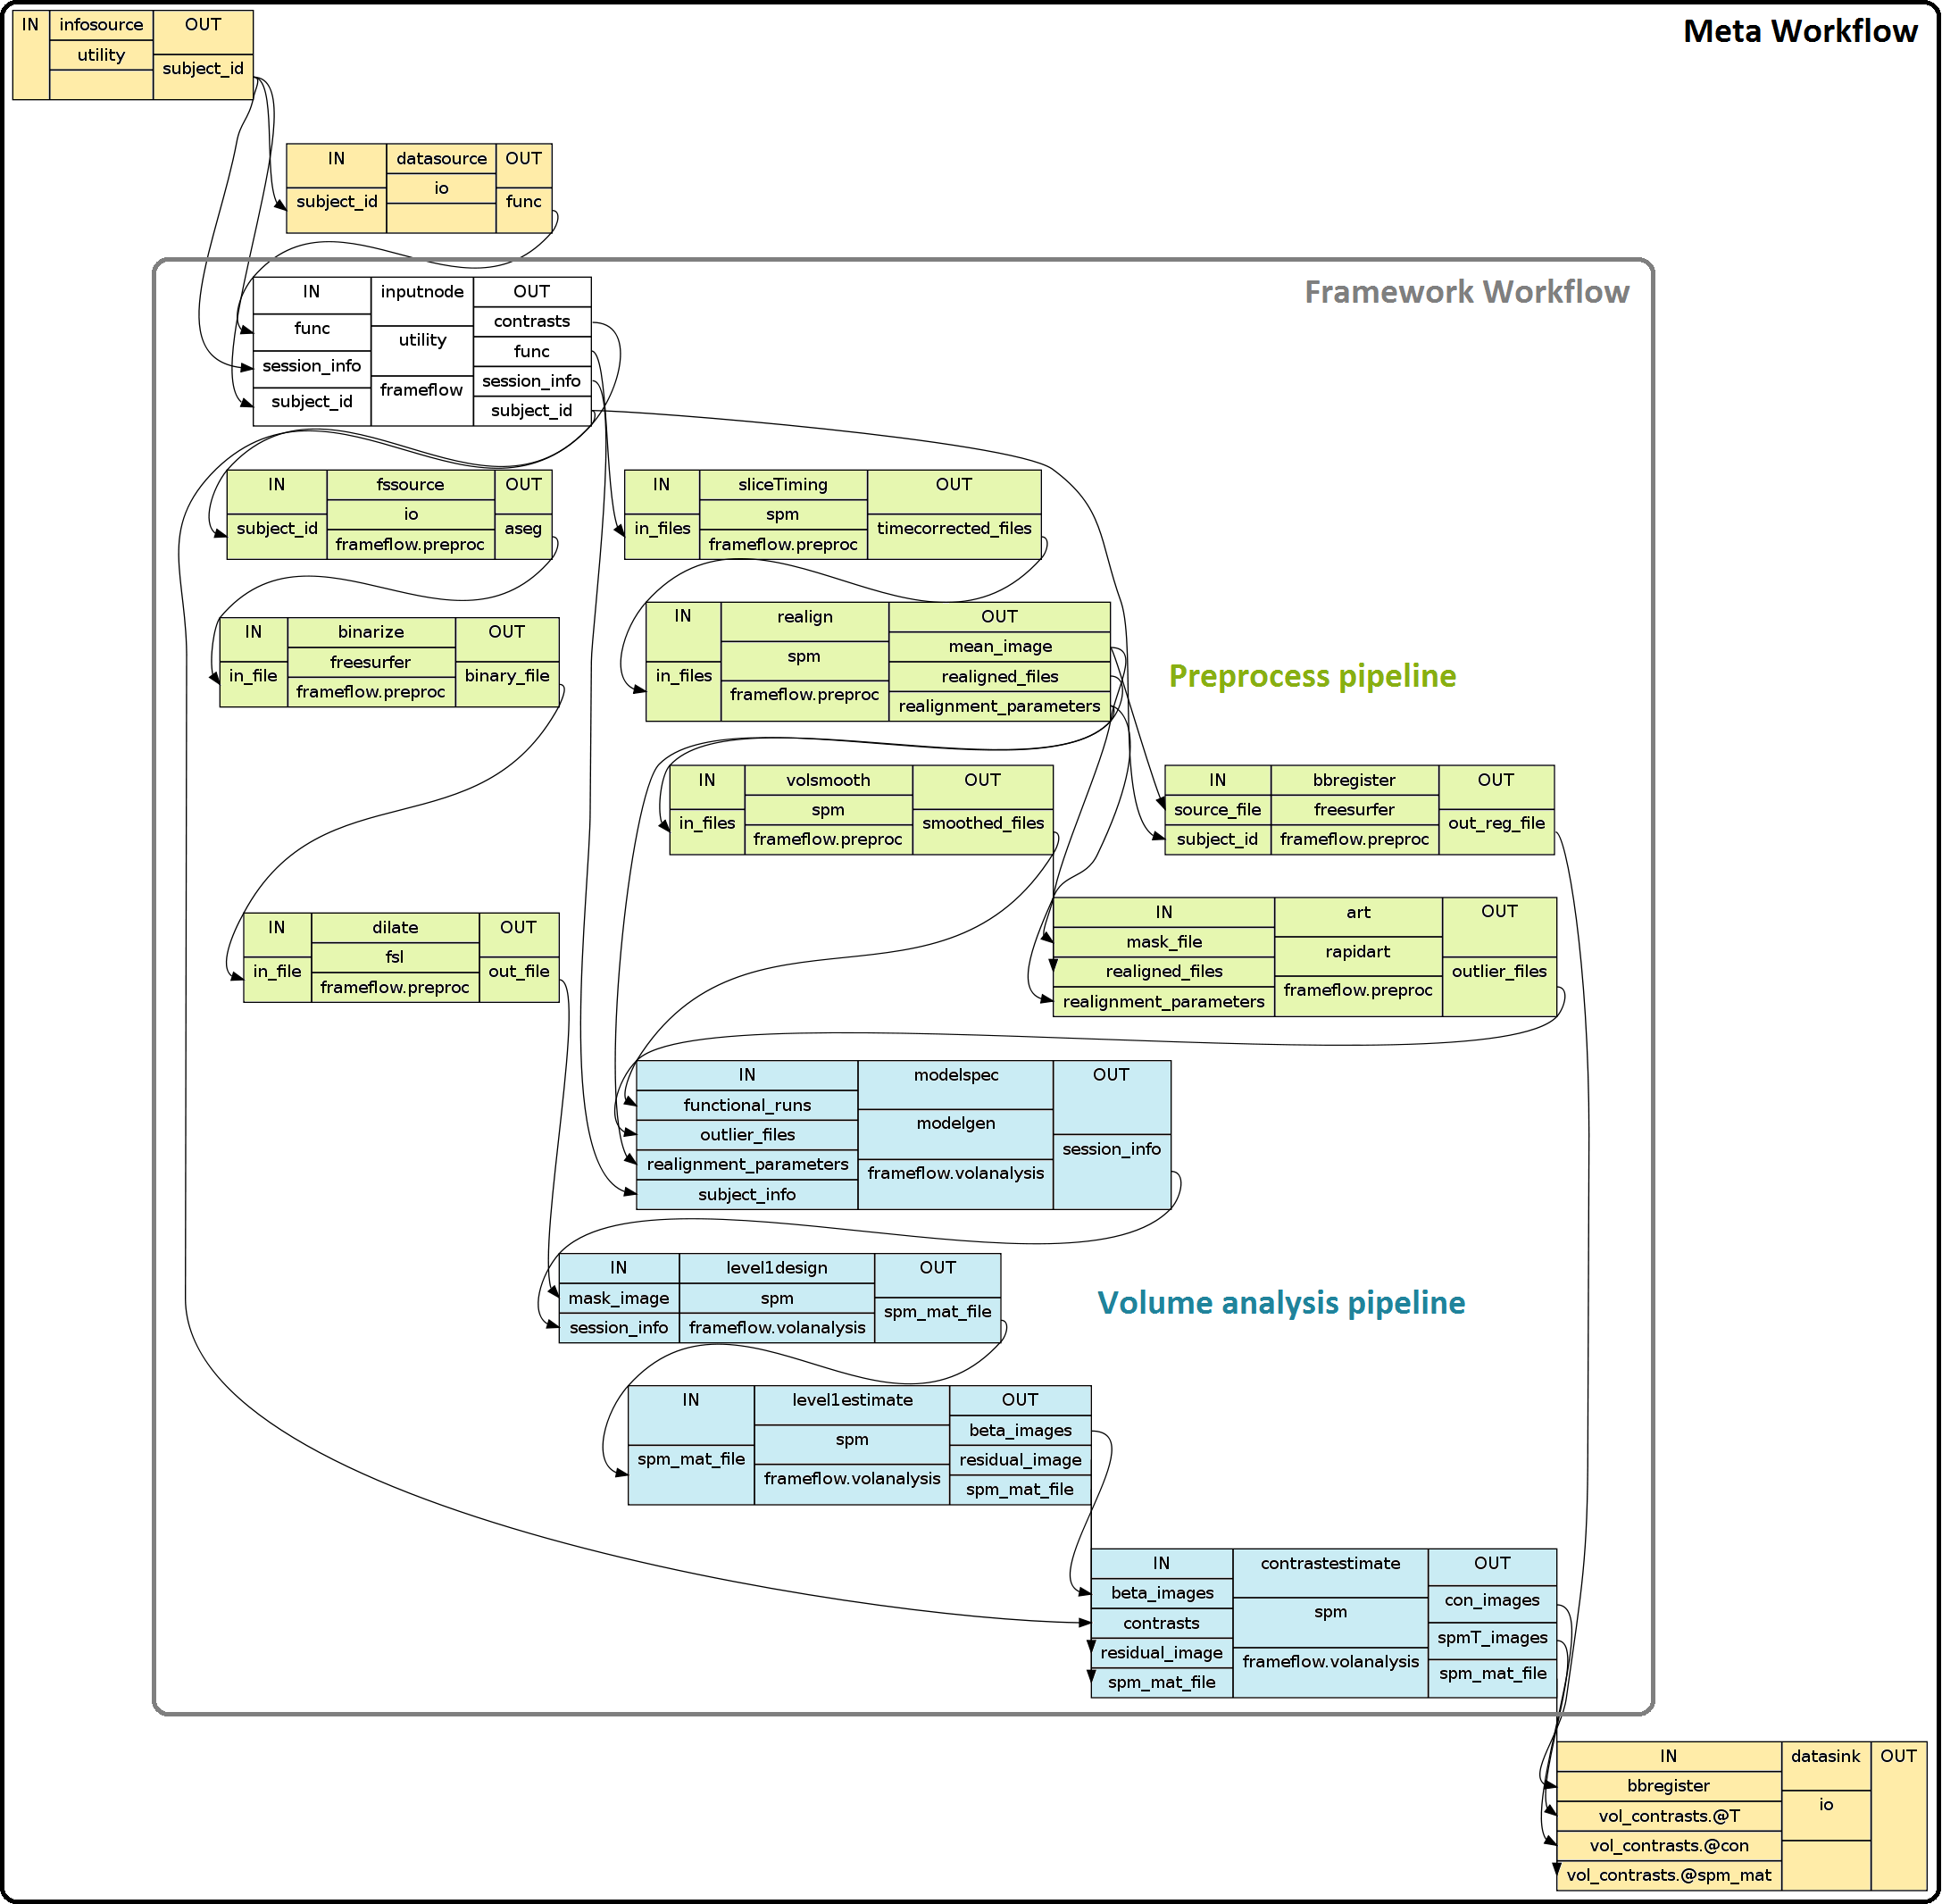 Meta Workflow
IN infosource OUT
utility
subject_id
IN datasource OUT
io
subject_id func
Framework Workflow
IN inputnode OUT
contrasts
func
utility
func
session_info
session_info
frameflow
subject_id
subject_id
IN fssource OUT
io
subject_id aseg
frameflow.preproc
IN sliceTiming OUT
spm
in_files timecorrected_files
frameflow.preproc
IN binarize OUT
freesurfer
in_file binary_file
frameflow.preproc
IN realign OUT
mean_image
spm
in_files realigned_files
frameflow.preproc
realignment_parameters
Preprocess pipeline
IN volsmooth OUT
spm
in_files smoothed_files
frameflow.preproc
IN bbregister OUT
source_file freesurfer
out_reg_file
subject_id frameflow.preproc
IN art OUT
mask_file
rapidart
realigned_files outlier_files
frameflow.preproc
realignment_parameters
IN dilate OUT
fsl
in_file out_file
frameflow.preproc
IN modelspec OUT
functional_runs
modelgen
outlier_files
session_info
realignment_parameters
frameflow.volanalysis
subject_info
IN level1design OUT
mask_image spm
spm_mat_file
session_info frameflow.volanalysis
Volume analysis pipeline
IN level1estimate OUT
beta_images
spm
spm_mat_file residual_image
frameflow.volanalysis
spm_mat_file
IN contrastestimate OUT
beta_images
con_images
spm
contrasts
spmT_images
residual_image
frameflow.volanalysis
spm_mat_file
spm_mat_file
IN datasink OUT
bbregister
io
vol_contrasts.@T
vol_contrasts.@con
vol_contrasts.@spm_mat